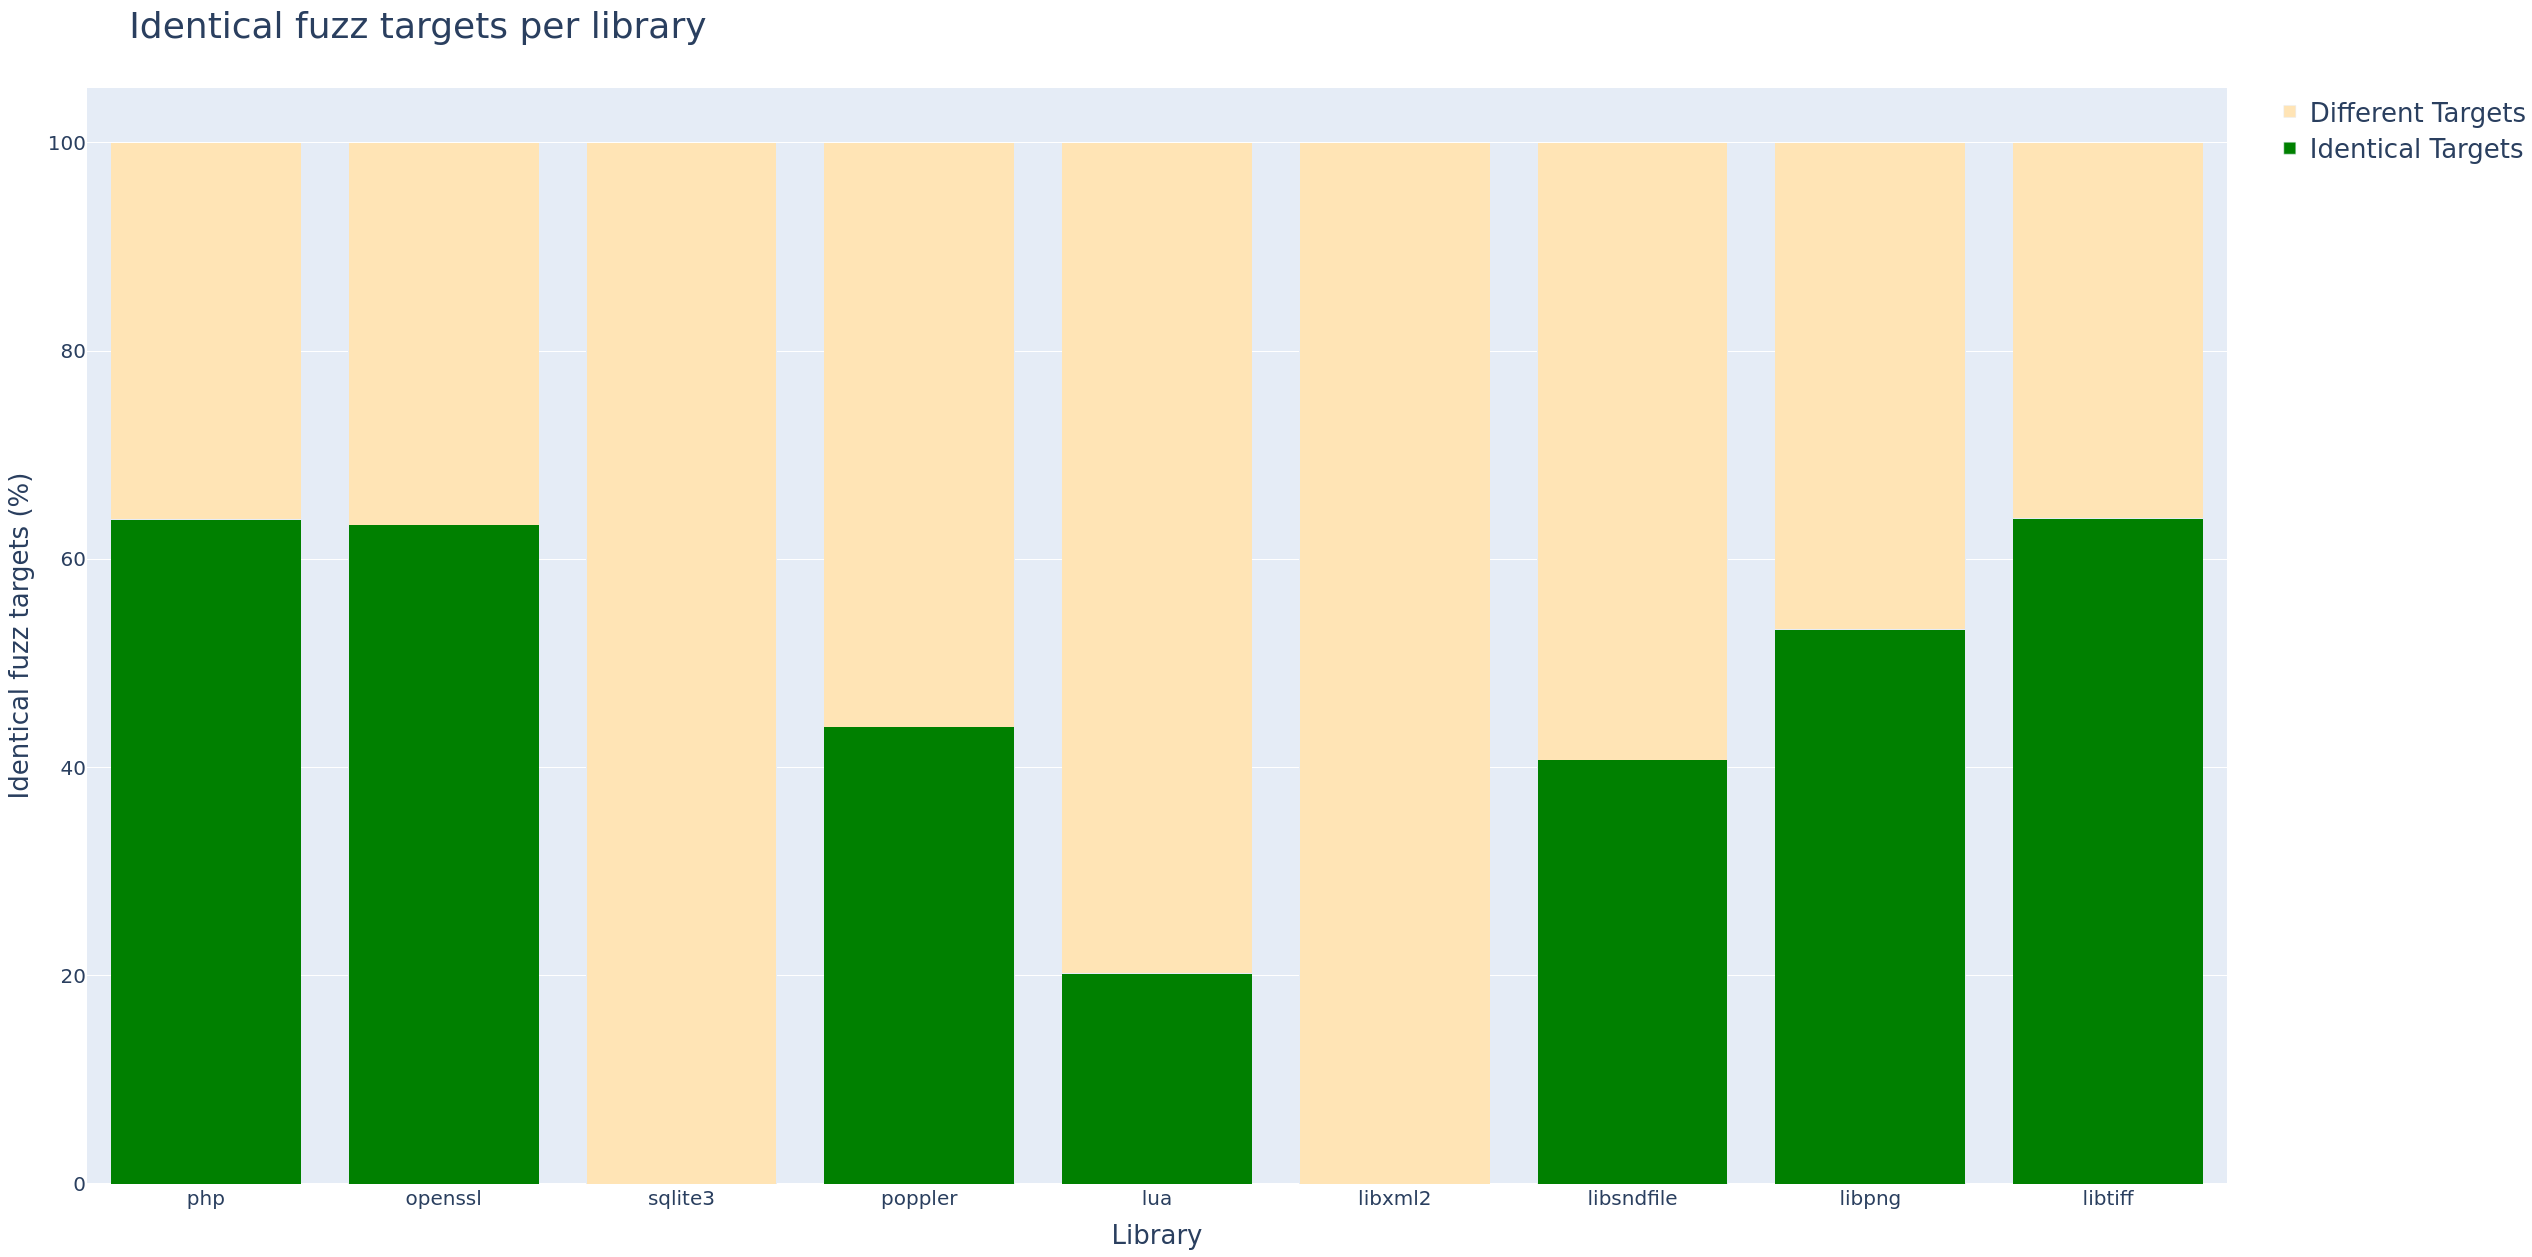 Identical fuzz targets per library
Different Targets
Identical Targets
Identical fuzz targets (%)
100
80
60
40
20
0
php
openssl
sqlite3
poppler
lua
libxml2
libsndfile
libpng
libtiff
Library